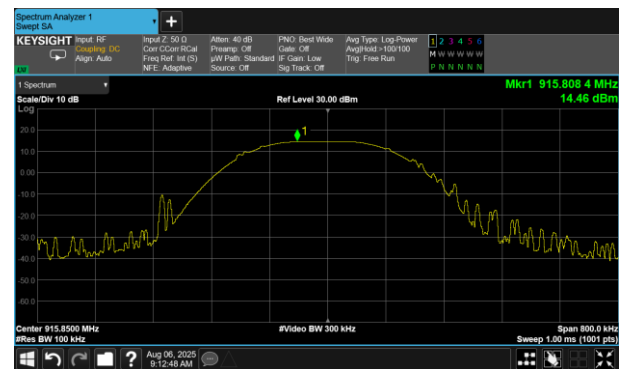 Spectrum Analyzer 1
Swept SA
+
KEYSIGHT
Input: RF
Coupling: DC
Align: Auto
Input Z: 50 Ω
Corr CCorr RCal
Freq Ref: Int (S)
NFE: Adaptive
Atten: 40 dB
Preamp: Off
µW Path: Standard
Source: Off
PNO: Best Wide
Gate: Off
IF Gain: Low
Sig Track: Off
Avg Type: Log-Power
Avg|Hold:>100/100
Trig: Free Run
1 2 3 4 5 6
M W W W W W
P N N N N N
1 Spectrum
Mkr1 915.808 4 MHz
Scale/Div 10 dB
Ref Level 30.00 dBm
14.46 dBm
Log
1
20.0
10.0
0.00
-10.0
-20.0
-30.0
-40.0
-50.0
-60.0
Center 915.8500 MHz
#Video BW 300 kHz
Span 800.0 kHz
#Res BW 100 kHz
Sweep 1.00 ms (1001 pts)
?
Aug 06, 2025
9:12:48 AM